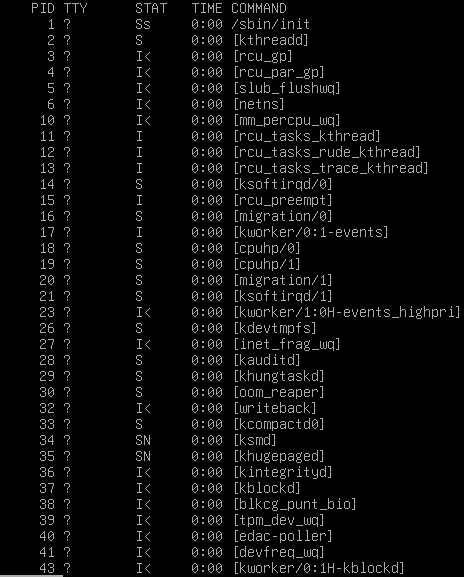 PID TTY      STAT   TIME COMMAND
1 ?        Ss     0:00 /sbin/init
2 ?        S      0:00 [kthreadd]
3 ?        I<     0:00 [rcu_gp]
4 ?        I<     0:00 [rcu_par_gp]
5 ?        I<     0:00 [slub_flushwq]
6 ?        I<     0:00 [netns]
10 ?        I<     0:00 [mm_percpu_wq]
11 ?        I      0:00 [rcu_tasks_kthread]
12 ?        I      0:00 [rcu_tasks_rude_kthread]
13 ?        I      0:00 [rcu_tasks_trace_kthread]
14 ?        S      0:00 [ksoftirqd/0]
15 ?        I      0:00 [rcu_preempt]
16 ?        S      0:00 [migration/0]
17 ?        I      0:00 [kworker/0:1-events]
18 ?        S      0:00 [cpuhp/0]
19 ?        S      0:00 [cpuhp/1]
20 ?        S      0:00 [migration/1]
21 ?        S      0:00 [ksoftirqd/1]
23 ?        I<     0:00 [kworker/1:0H-events_highpri]
26 ?        S      0:00 [kdevtmpfs]
27 ?        I<     0:00 [inet_frag_wq]
28 ?        S      0:00 [kauditd]
29 ?        S      0:00 [khungtaskd]
30 ?        S      0:00 [oom_reaper]
32 ?        I<     0:00 [writeback]
33 ?        S      0:00 [kcompactd0]
34 ?        SN     0:00 [ksmd]
35 ?        SN     0:00 [khugepaged]
36 ?        I<     0:00 [kintegrityd]
37 ?        I<     0:00 [kblockd]
38 ?        I<     0:00 [blkcg_punt_bio]
39 ?        I<     0:00 [tpm_dev_wq]
40 ?        I<     0:00 [edac-poller]
41 ?        I<     0:00 [devfreq_wq]
43 ?        I<     0:00 [kworker/0:1H-kblockd]